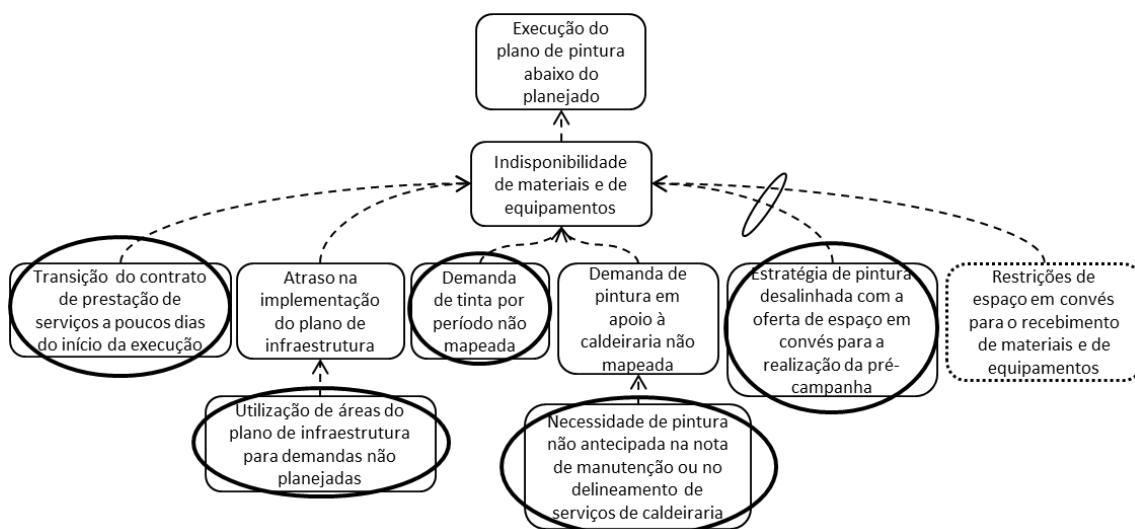 Execução do
plano de pintura
abaixo do
planejado
Indisponibilidade
de materiais e de
equipamentos
Transição do contrato
de prestação de
serviços a poucos dias
do início da execução
Atraso na
implementação
do plano de
infraestrutura
Demanda
de tinta por
período não
mapeada
Demanda de
pintura em
apoio à
caldeiraria não
mapeada
Estratégia de pintura
desalinhada com a
oferta de espaço em
convés para a
realização da pré-
campanha
Restrições de
espaço em convés
para o recebimento
de materiais e de
equipamentos
Utilização de áreas do
plano de infraestrutura
para demandas não
planejadas
Necessidade de pintura
não antecipada na nota
de manutenção ou no
delineamento de
serviços de caldeiraria